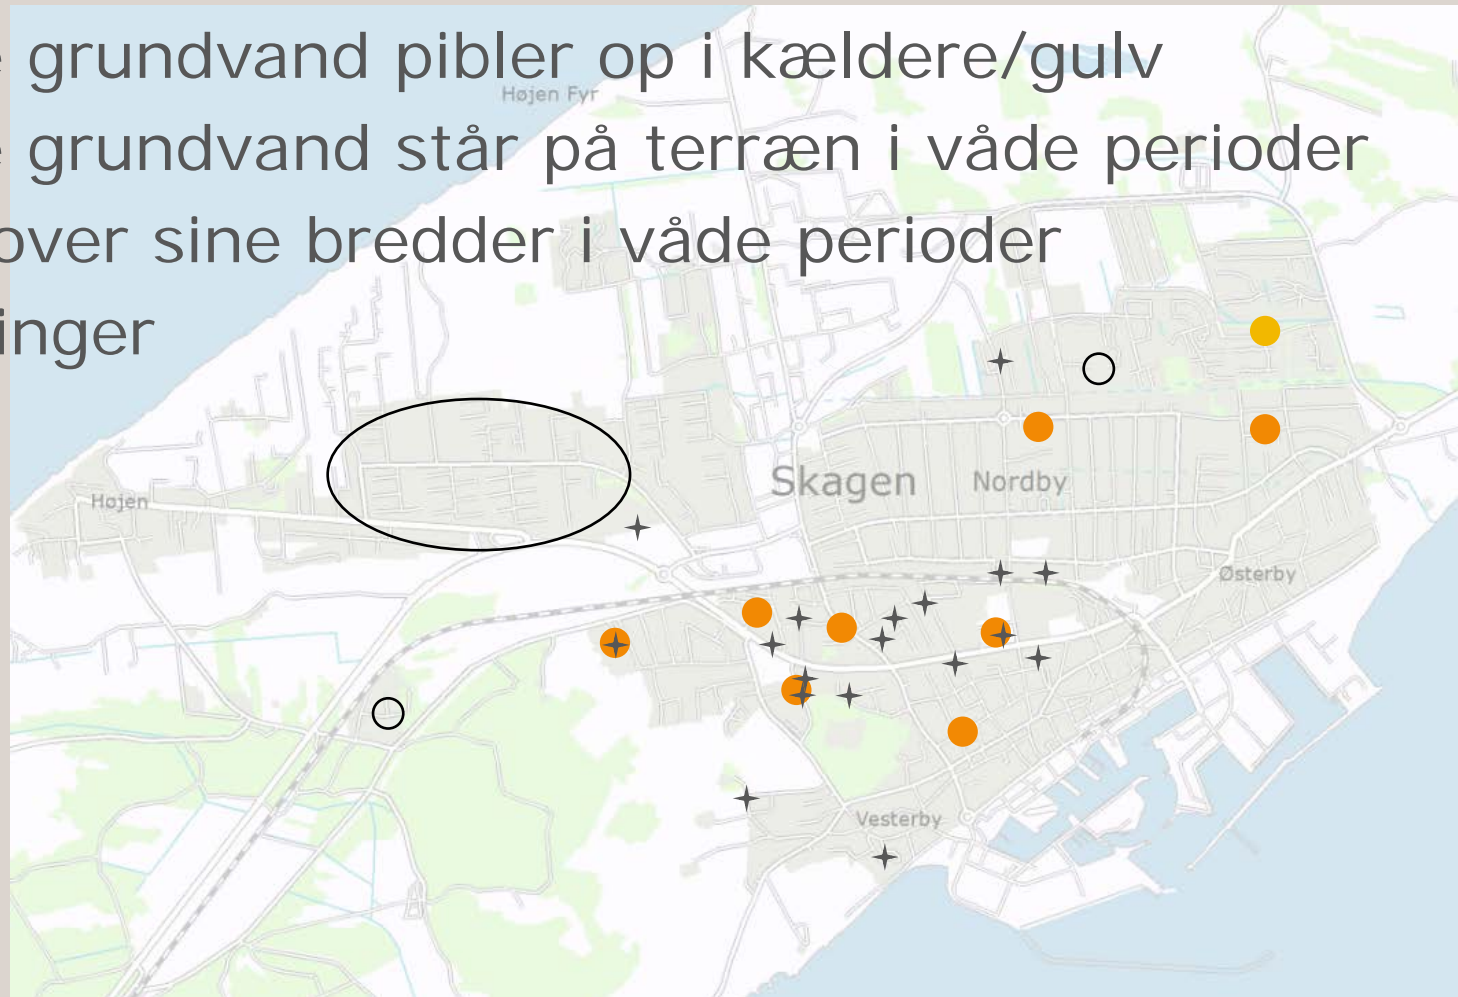 grundvand pibler op i kældere/gulv
Højen Fyr
grundvand står på terræn i våde perioder
over sine bredder i våde perioder
inger
Skagen
Nordby
Højen
Østerby
Vesterby